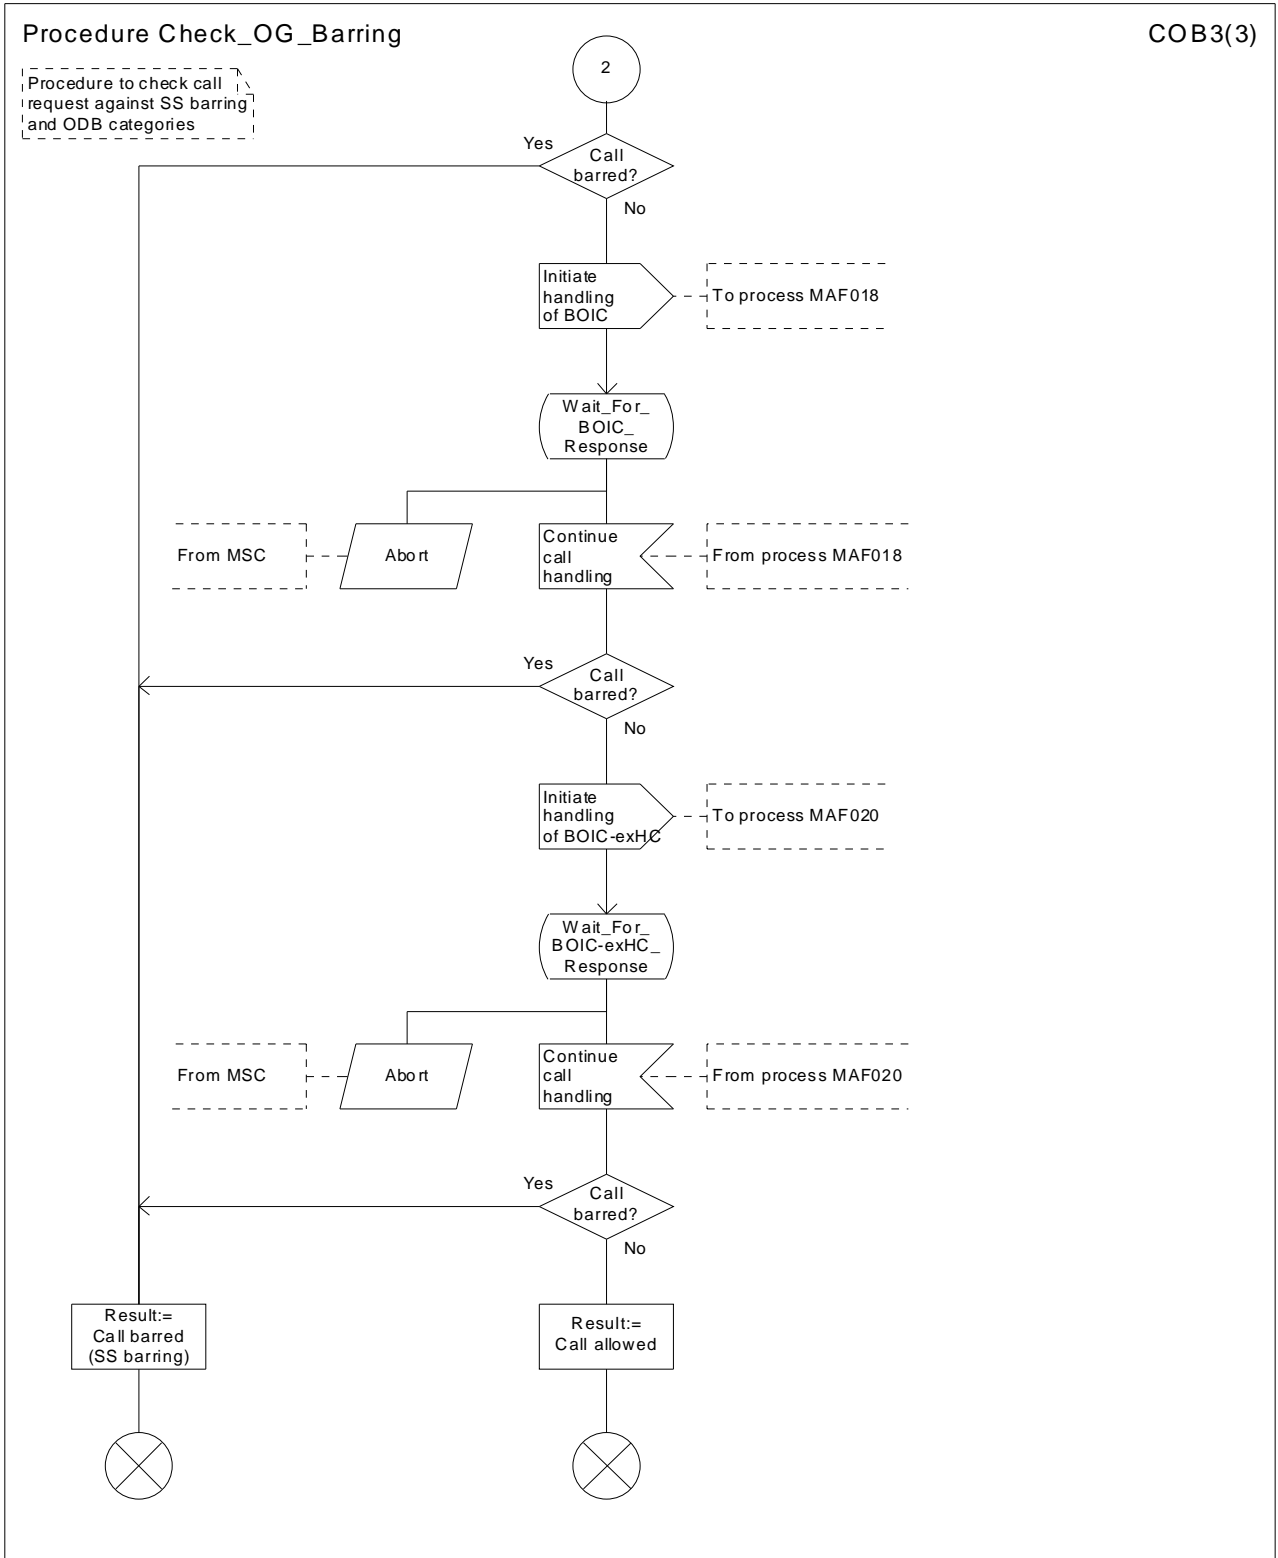 Procedure Check_OG_Barring
COB3(3)
Procedure to check call
request against SS barring
and ODB categories
2
Yes
Call
barred?
No
Initiate
handling
of BOIC
To process MAF018
Wait_For_
BOIC_
Response
From MSC
Abort
Continue
call
handling
From process MAF018
Yes
Call
barred?
No
Initiate
handling
of BOIC-exHC
To process MAF020
Wait_For_
BOIC-exHC_
Response
From MSC
Abort
Continue
call
handling
From process MAF020
Yes
Call
barred?
No
Result:=
Call barred
(SS barring)
Result:=
Call allowed